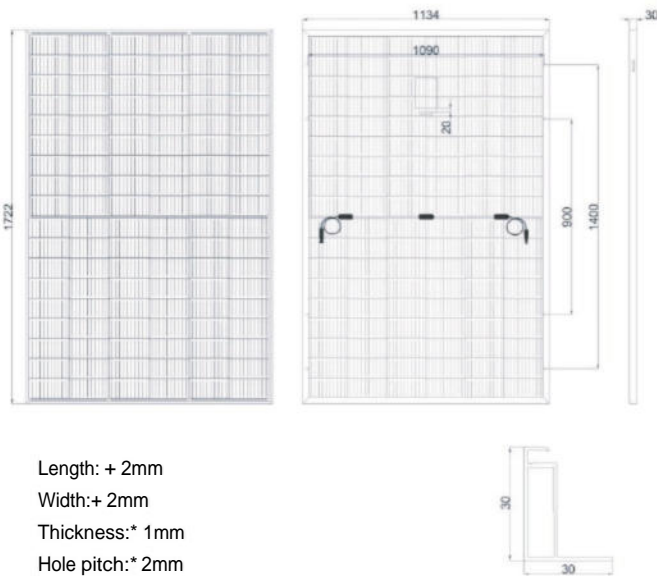 1134
30
1090
20
1722
900
1400
Length: + 2mm
Width:+ 2mm
Thickness:* 1mm
Hole pitch:* 2mm
30
30